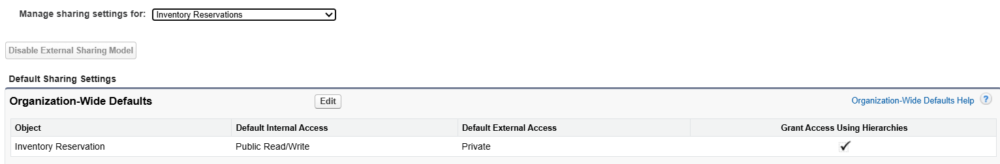 Manage sharing settings for: Inventory Reservations
Disable External Sharing Model
Default Sharing Settings
Organization-Wide Defaults Edit Organization-Wide Defaults Help ?
Object Default Internal Access Default External Access Grant Access Using Hierarchies
Inventory Reservation Public Read/Write Private